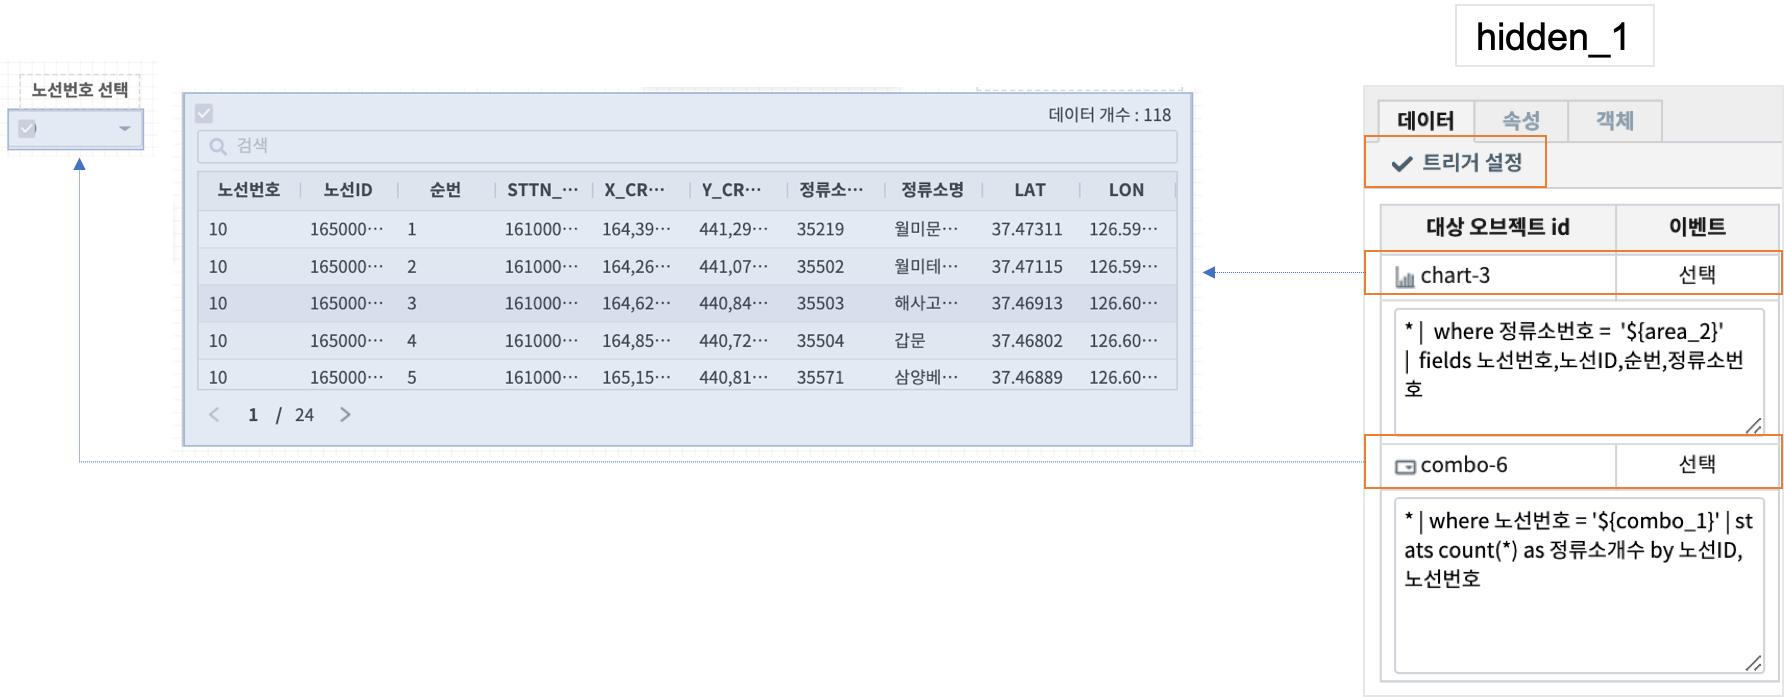 hidden_1
노선번호 선택
데이터 개수 : 118
검색
노선번호 노선ID 순번 STTN_··· X_CR··· Y_CR··· 정류소··· 정류소명 LAT LON
10 165000··· 1 161000··· 164,39··· 441,29··· 35219 월미문··· 37.47311 126.59···
10 165000··· 2 161000··· 164,26··· 441,07··· 35502 월미테··· 37.47115 126.59···
10 165000··· 3 161000··· 164,62··· 440,84··· 35503 해사고··· 37.46913 126.60···
10 165000··· 4 161000··· 164,85··· 440,72··· 35504 갑문 37.46802 126.60···
10 165000··· 5 161000··· 165,15··· 440,81··· 35571 삼양베··· 37.46889 126.60···
< 1 / 24 >
데이터 속성 객체
트리거 설정
대상 오브젝트 id 이벤트
chart-3 선택
* | where 정류소번호 = '${area_2}'
| fields 노선번호,노선ID,순번,정류소번
호
combo-6 선택
* | where 노선번호 = '${combo_1}' | st
ats count(*) as 정류소개수 by 노선ID,
노선번호